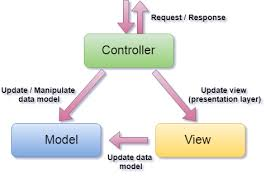 Request / Response
Controller
Update / Manipulate
data model
Update view
(presentation layer)
Model
View
Update data
model